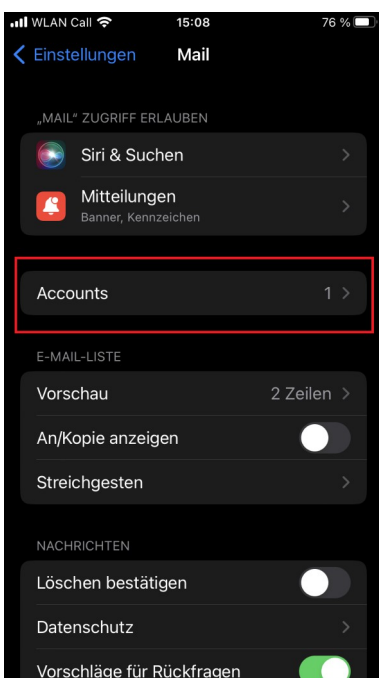 WLAN Call 15:08 76 %
Einstellungen Mail
„MAIL“ ZUGRIFF ERLAUBEN
Siri & Suchen
Mitteilungen
Banner, Kennzeichen
Accounts 1
E-MAIL-LISTE
Vorschau 2 Zeilen
An/Kopie anzeigen
Streichgesten
NACHRICHTEN
Löschen bestätigen
Datenschutz
Vorschläge für Rückfragen